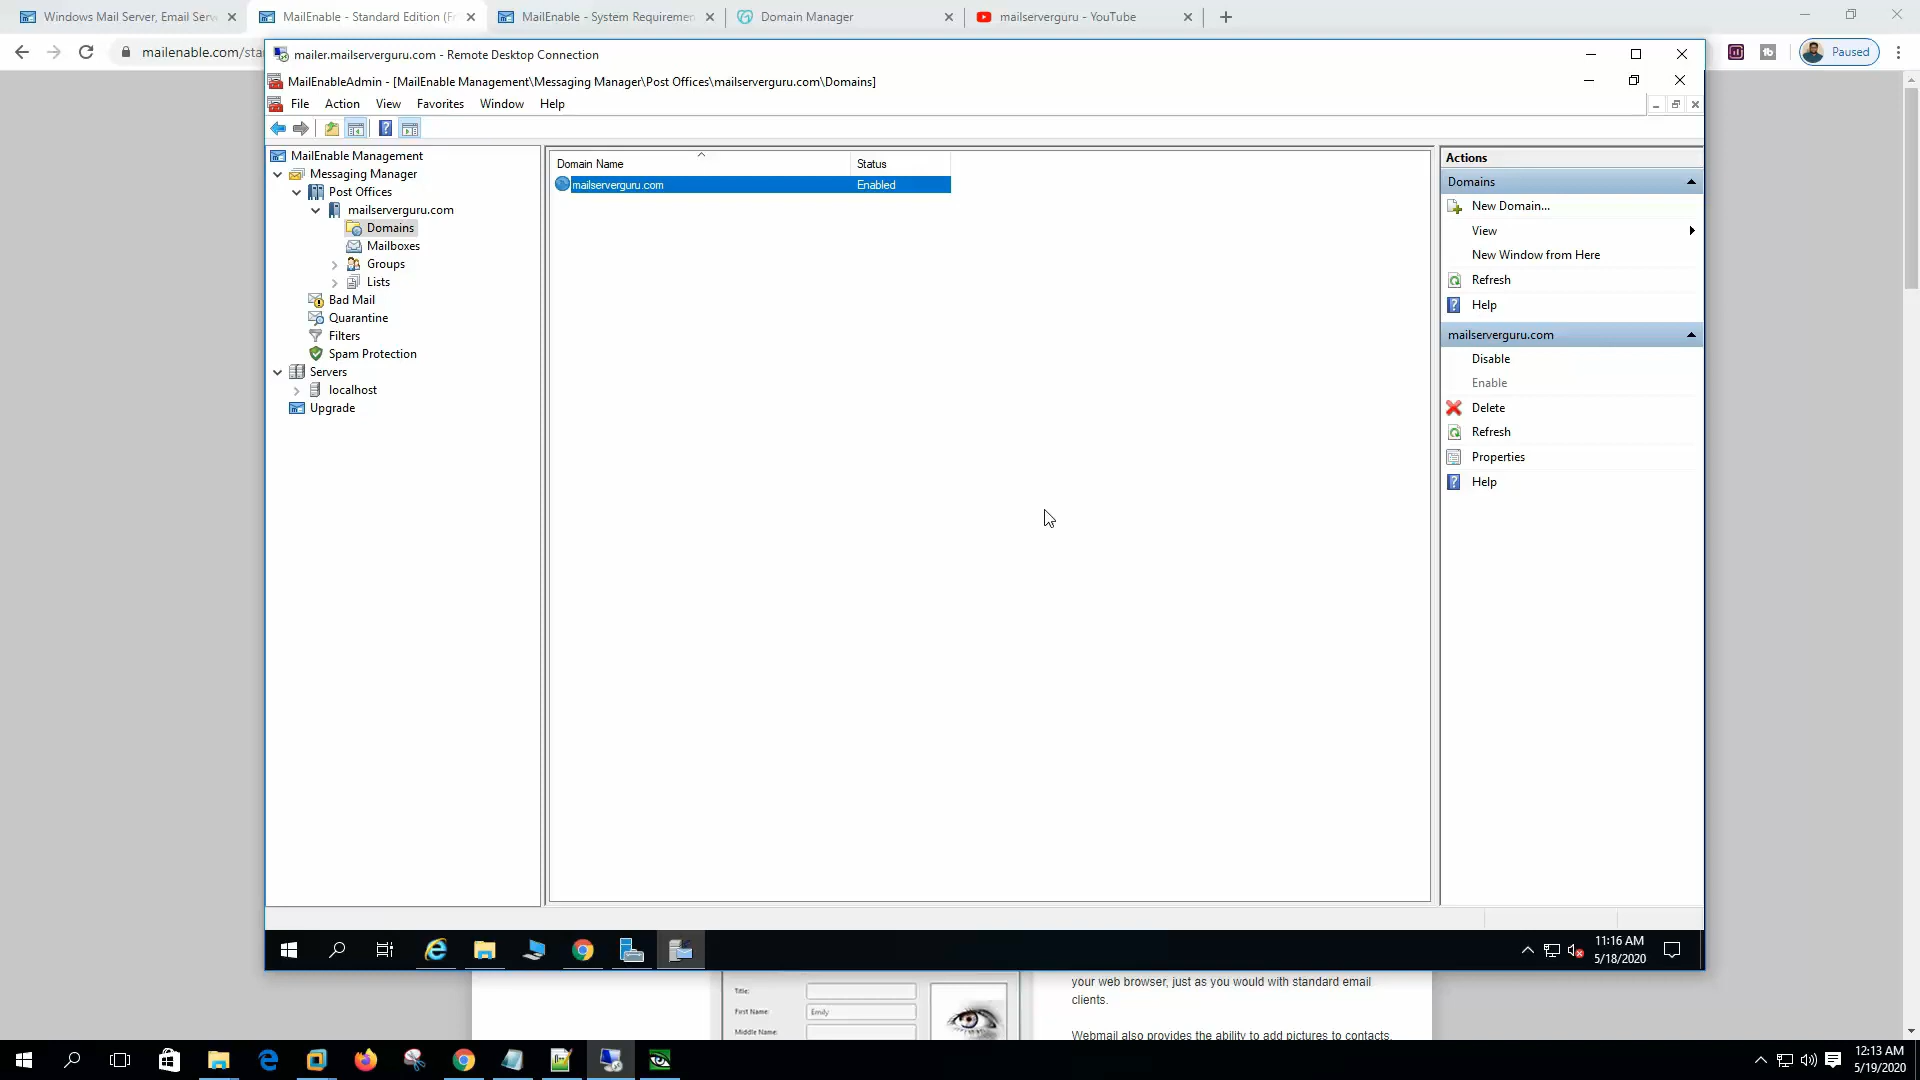 Windows Mail Server, Email Serv
MailEnable - Standard Edition (Fr
MailEnable - System Requiremen
Domain Manager
mailserverguru - YouTube
mailenable.com/sta
Paused
mailer.mailserverguru.com - Remote Desktop Connection
MailEnableAdmin - [MailEnable Management\Messaging Manager\Post Offices\mailserverguru.com\Domains]
File Action View Favorites Window Help
MailEnable Management
Messaging Manager
Post Offices
mailserverguru.com
Domains
Mailboxes
Groups
Lists
Bad Mail
Quarantine
Filters
Spam Protection
Servers
localhost
Upgrade
Domain Name Status
mailserverguru.com Enabled
Actions
Domains
New Domain...
View
New Window from Here
Refresh
Help
mailserverguru.com
Disable
Enable
Delete
Refresh
Properties
Help
11:16 AM
5/18/2020
Title:
First Name: Emily
Middle Name:
your web browser, just as you would with standard email
clients.
Webmail also provides the ability to add pictures to contacts.
12:13 AM
5/19/2020